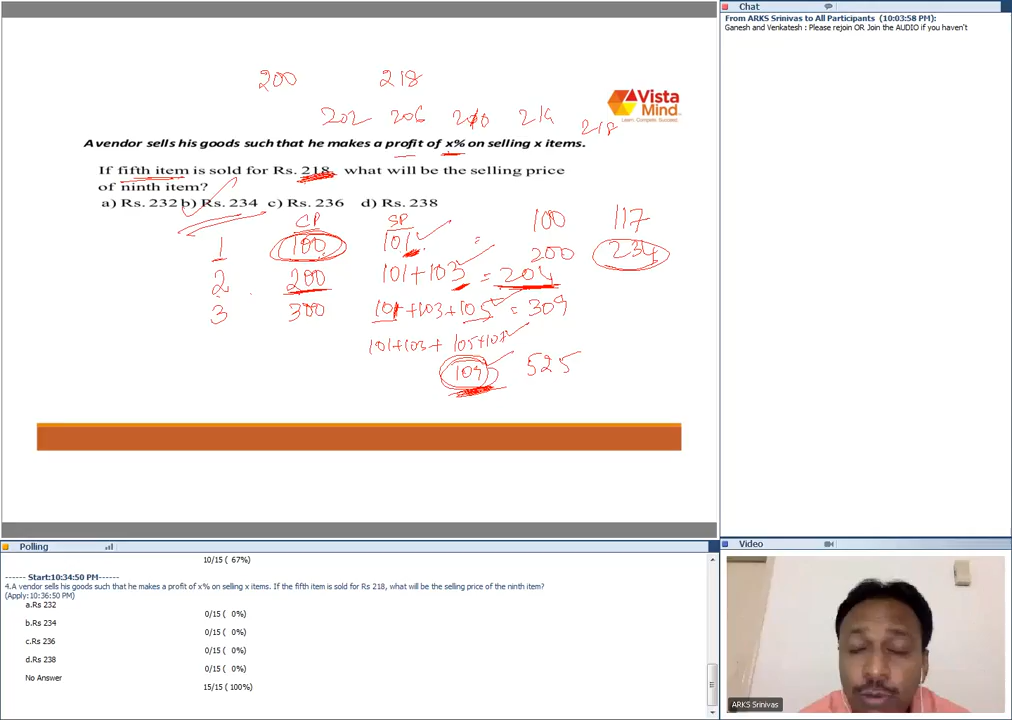 200 218
Vista
Mind
Learn. Complete. Succeed.
202 206 210 214 218
A vendor sells his goods such that he makes a profit of x% on selling x items.
If fifth item is sold for Rs. 218, what will be the selling price
of ninth item?
a) Rs. 232 b) Rs. 234 c) Rs. 236 d) Rs. 238
CP SP
1 100 101 = 100 117
2 200 101+103 = 204 200 234
3 300 101+103+105 = 309
101+103+105+107
109 525
Chat
From ARKS Srinivas to All Participants (10:03:58 PM):
Ganesh and Venkatesh : Please rejoin OR Join the AUDIO if you haven't
Polling
10/15 ( 67%)
------ Start:10:34:50 PM------
4.A vendor sells his goods such that he makes a profit of x% on selling x items. If the fifth item is sold for Rs 218, what will be the selling price of the ninth item?
(Apply:10:36:50 PM)
a.Rs 232
0/15 ( 0%)
b.Rs 234
0/15 ( 0%)
c.Rs 236
0/15 ( 0%)
d.Rs 238
0/15 ( 0%)
No Answer
15/15 ( 100%)
Video
ARKS Srinivas